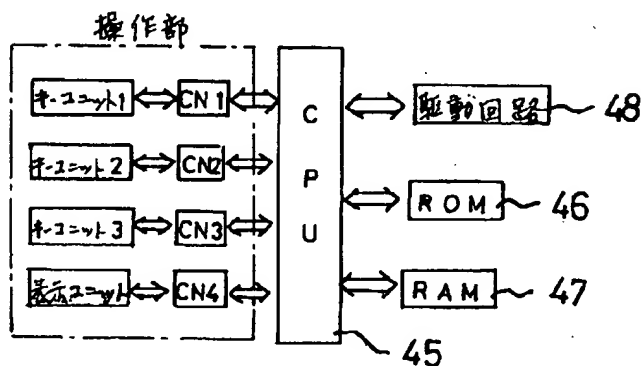 操作部
キーユニット1 CN1
キーユニット2 CN2
キーユニット3 CN3
表示ユニット CN4
CPU
45
駆動回路 48
ROM 46
RAM 47